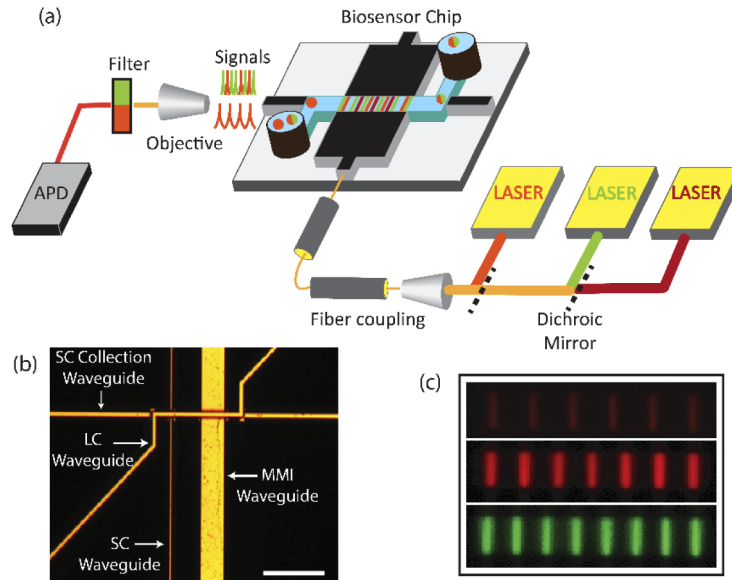 (a)
Biosensor Chip
Filter
Signals
Objective
APD
LASER
LASER
LASER
Fiber coupling
Dichroic
Mirror
(b)
SC Collection
Waveguide
LC
Waveguide
MMI
Waveguide
SC
Waveguide
(c)